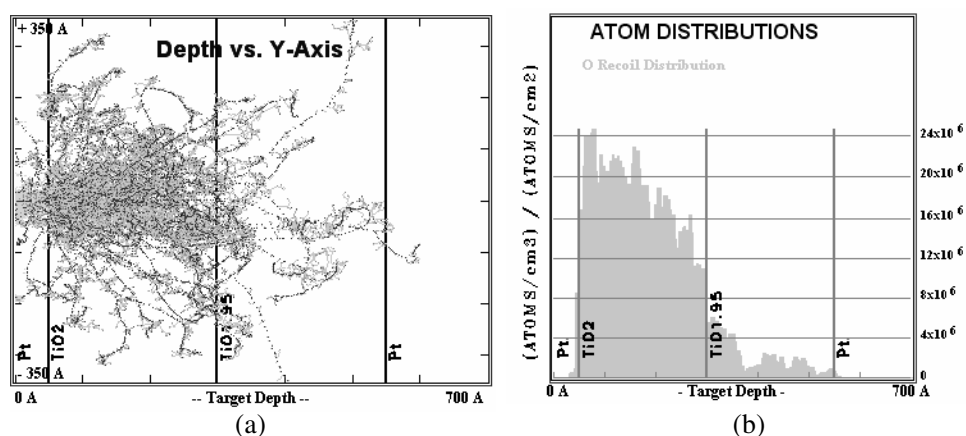 + 350 A
Depth vs. Y-Axis
Pt
TiO2
TiO1.95
Pt
- 350 A
0 A
-- Target Depth --
700 A
(a)
ATOM DISTRIBUTIONS
O Recoil Distribution
(ATOMS/cm3) / (ATOMS/cm2)
24x10 6
20x10 6
16x10 6
12x10 6
8x10 6
4x10 6
0
Pt
TiO2
TiO1.95
Pt
0 A
- Target Depth -
700 A
(b)